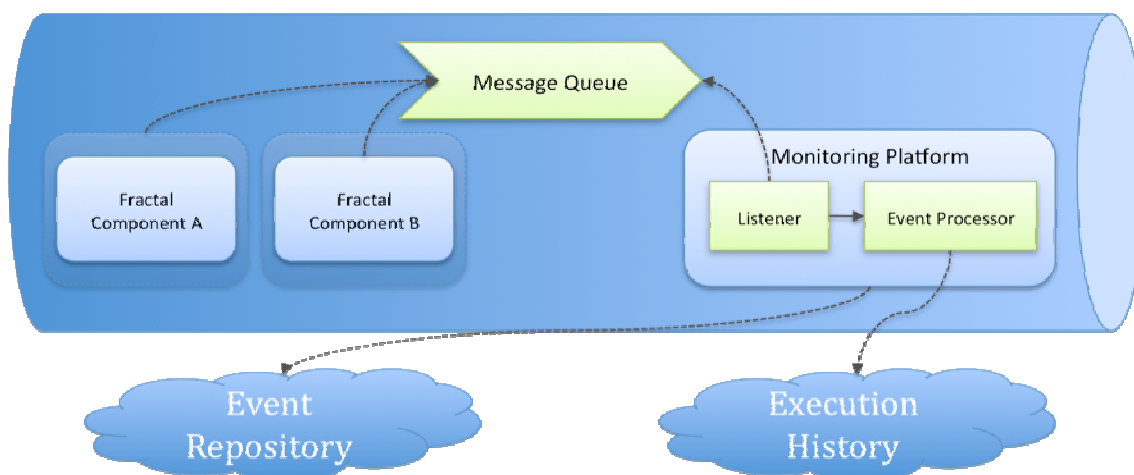 Message Queue
Monitoring Platform
Fractal
Component A
Fractal
Component B
Listener
Event Processor
Event
Repository
Execution
History